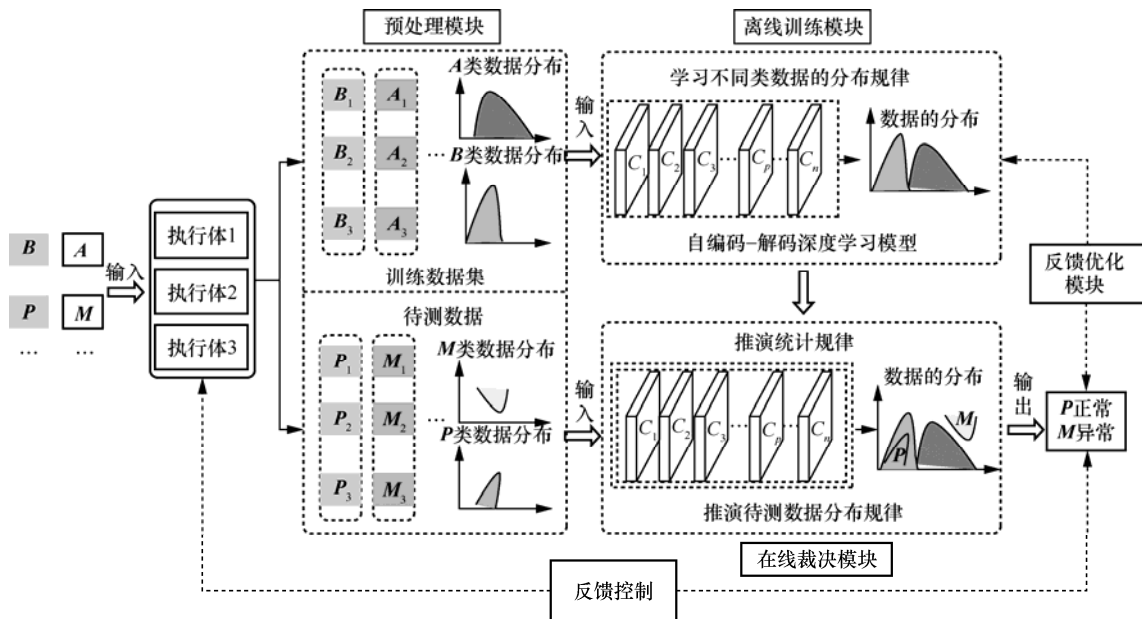 预处理模块
离线训练模块
A类数据分布
B₁ A₁
B₂ A₂ …
B类数据分布
B₃ A₃
训练数据集
输入
学习不同类数据的分布规律
C₁ C₂ C₃ … Cₚ … Cₙ
数据的分布
自编码-解码深度学习模型
B A
P M
… …
输入
执行体1
执行体2
执行体3
待测数据
M类数据分布
P₁ M₁
P₂ M₂ …
P类数据分布
P₃ M₃
输入
推演统计规律
C₁ C₂ C₃ … Cₚ … Cₙ
数据的分布
P M
推演待测数据分布规律
在线裁决模块
输出
P正常
M异常
反馈优化
模块
反馈控制